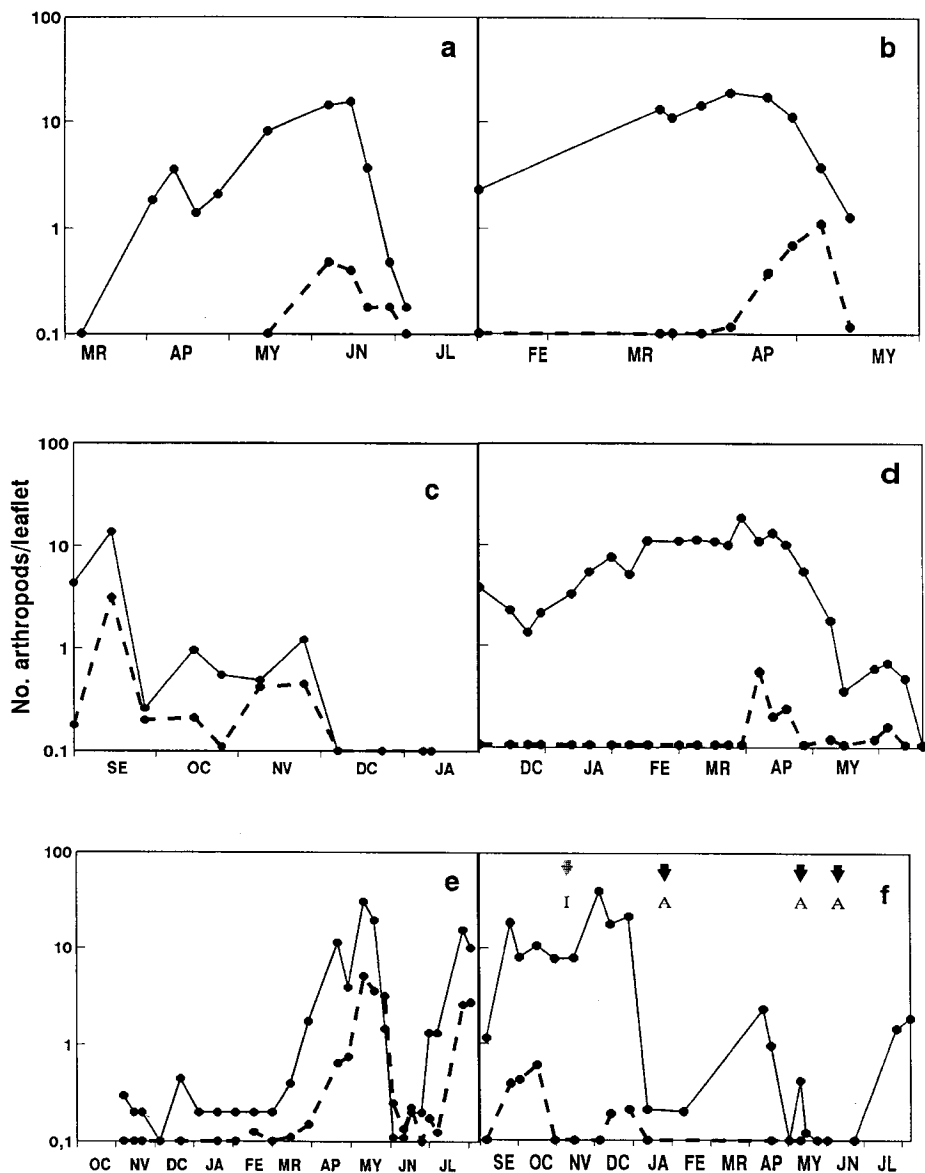 100
10
1
0.1
a
b
MR AP MY JN JL
FE MR AP MY
No. arthropods/leaflet
100
10
1
0.1
c
d
SE OC NV DC JA
DC JA FE MR AP MY
100
10
1
0,1
e
f
I A A A
OC NV DC JA FE MR AP MY JN JL
SE OC NV DC JA FE MR AP MY JN JL